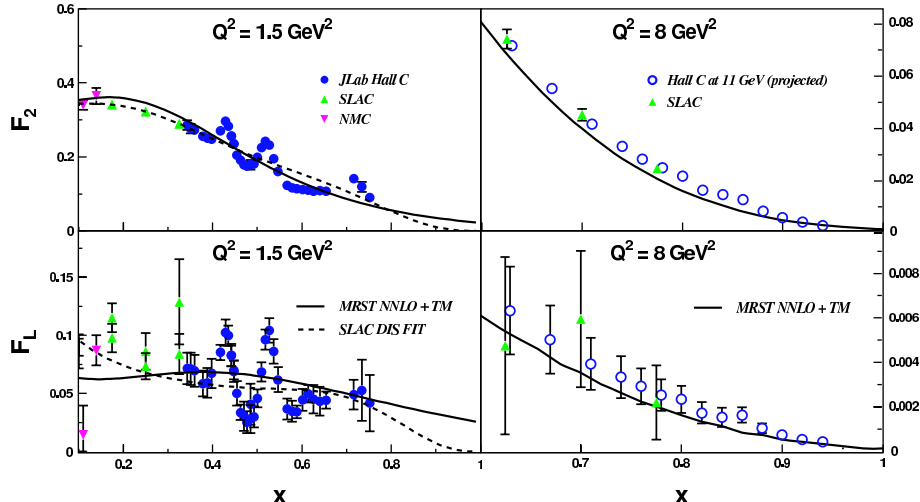 0.6
0.4
0.2
0
F2
Q² = 1.5 GeV²
JLab Hall C
SLAC
NMC
Q² = 8 GeV²
Hall C at 11 GeV (projected)
SLAC
0.08
0.06
0.04
0.02
0
0.15
0.1
0.05
0
FL
Q² = 1.5 GeV²
MRST NNLO + TM
SLAC DIS FIT
Q² = 8 GeV²
MRST NNLO + TM
0.008
0.006
0.004
0.002
0
0.2 0.4 0.6 0.8 1
0.7 0.8 0.9 1
x x